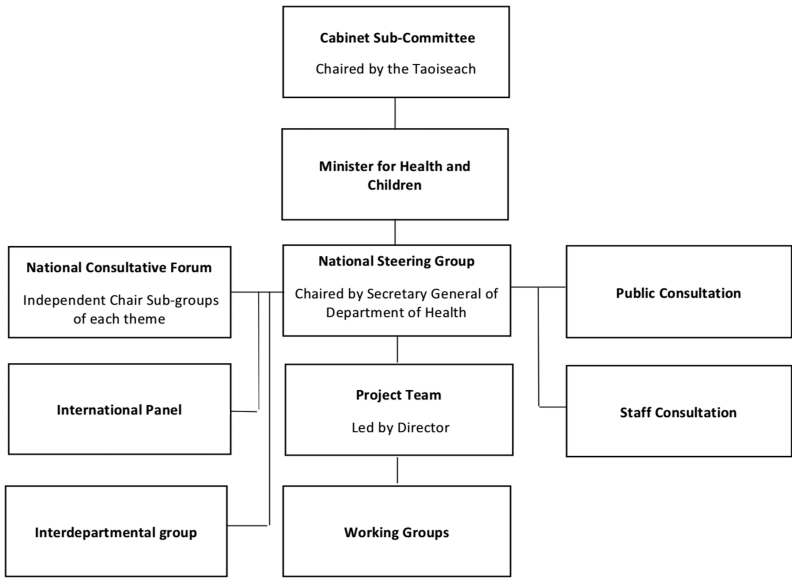 Cabinet Sub-Committee
Chaired by the Taoiseach
Minister for Health and
Children
National Consultative Forum
Independent Chair Sub-groups
of each theme
National Steering Group
Chaired by Secretary General of
Department of Health
Public Consultation
International Panel
Project Team
Led by Director
Staff Consultation
Interdepartmental group
Working Groups